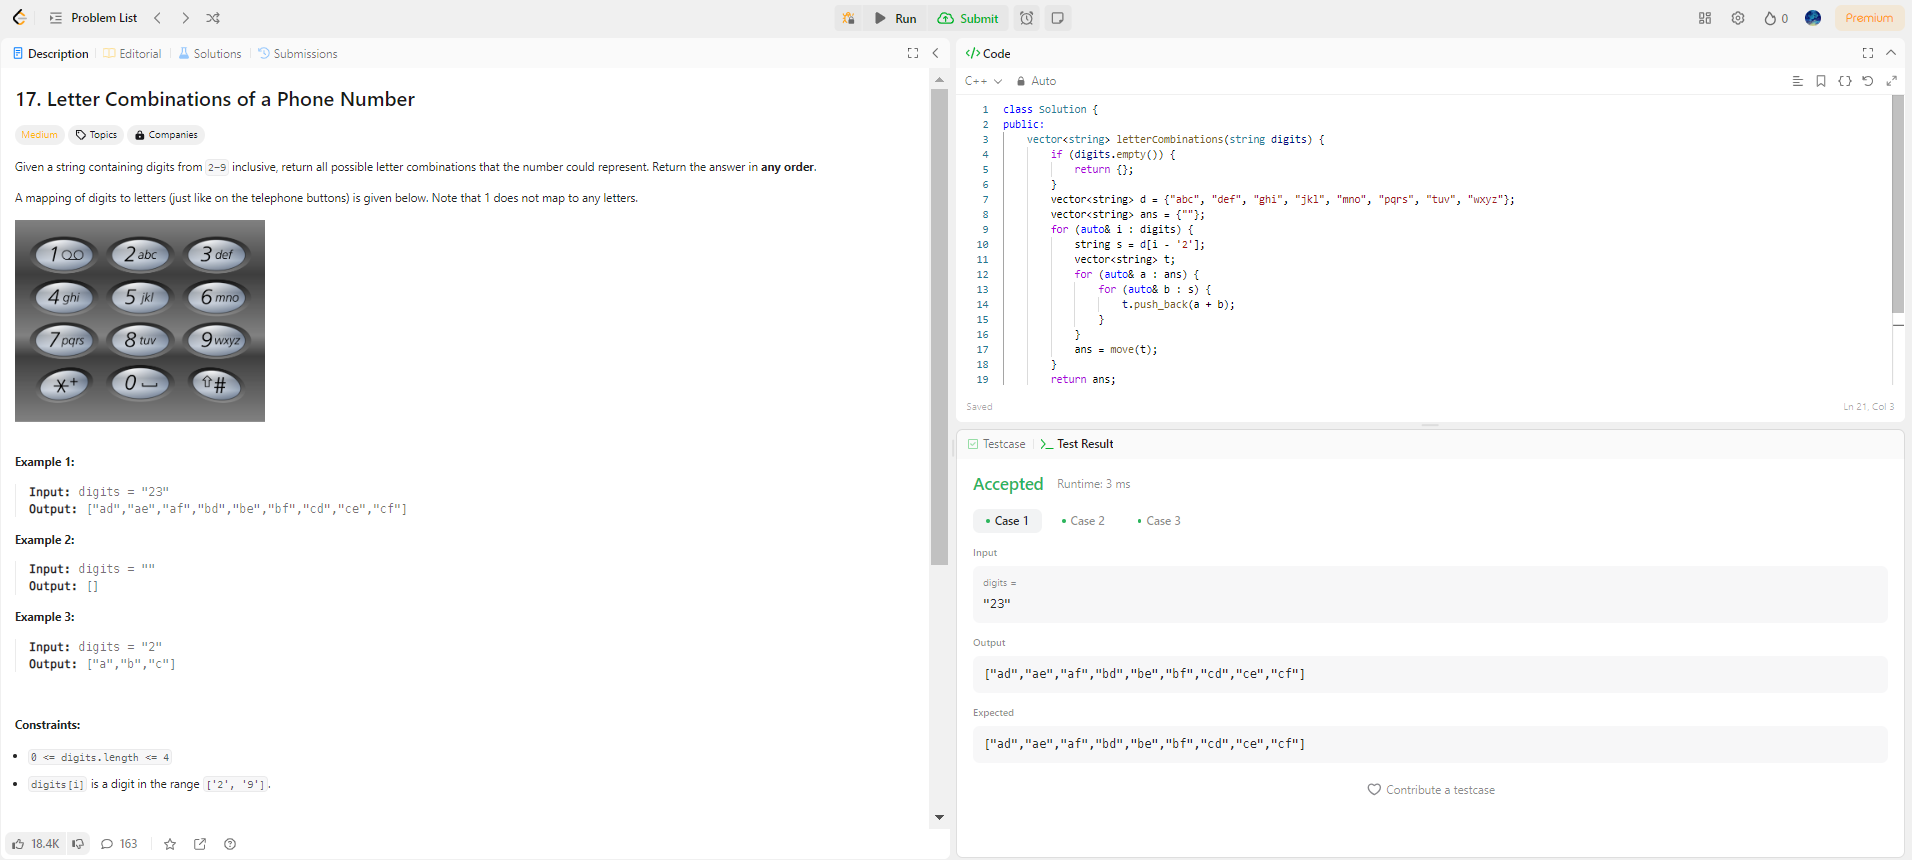 Problem List
Run
Submit
0
Premium
Description
Editorial
Solutions
Submissions
17. Letter Combinations of a Phone Number
Medium
Topics
Companies
Given a string containing digits from 2-9 inclusive, return all possible letter combinations that the number could represent. Return the answer in any order.
A mapping of digits to letters (just like on the telephone buttons) is given below. Note that 1 does not map to any letters.
1 2 abc 3 def
4 ghi 5 jkl 6 mno
7 pqrs 8 tuv 9 wxyz
* + 0 #
Example 1:
Input: digits = "23"
Output: ["ad","ae","af","bd","be","bf","cd","ce","cf"]
Example 2:
Input: digits = ""
Output: []
Example 3:
Input: digits = "2"
Output: ["a","b","c"]
Constraints:
• 0 <= digits.length <= 4
• digits[i] is a digit in the range ['2', '9'].
18.4K
163
Code
C++
Auto
1 class Solution {
2 public:
3 vector<string> letterCombinations(string digits) {
4 if (digits.empty()) {
5 return {};
6 }
7 vector<string> d = {"abc", "def", "ghi", "jkl", "mno", "pqrs", "tuv", "wxyz"};
8 vector<string> ans = {""};
9 for (auto& i : digits) {
10 string s = d[i - '2'];
11 vector<string> t;
12 for (auto& a : ans) {
13 for (auto& b : s) {
14 t.push_back(a + b);
15 }
16 }
17 ans = move(t);
18 }
19 return ans;
Saved
Ln 21, Col 3
Testcase
Test Result
Accepted
Runtime: 3 ms
• Case 1
• Case 2
• Case 3
Input
digits =
"23"
Output
["ad","ae","af","bd","be","bf","cd","ce","cf"]
Expected
["ad","ae","af","bd","be","bf","cd","ce","cf"]
Contribute a testcase